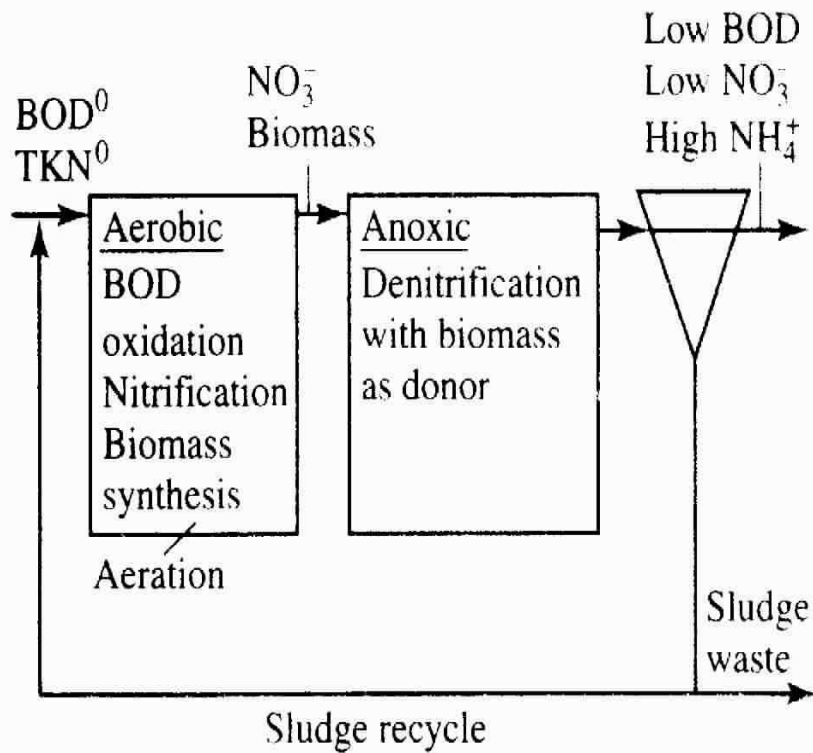 BOD⁰
TKN⁰
NO₃⁻
Biomass
Low BOD
Low NO₃⁻
High NH₄⁺
Aerobic
BOD
oxidation
Nitrification
Biomass
synthesis
Aeration
Anoxic
Denitrification
with biomass
as donor
Sludge
waste
Sludge recycle